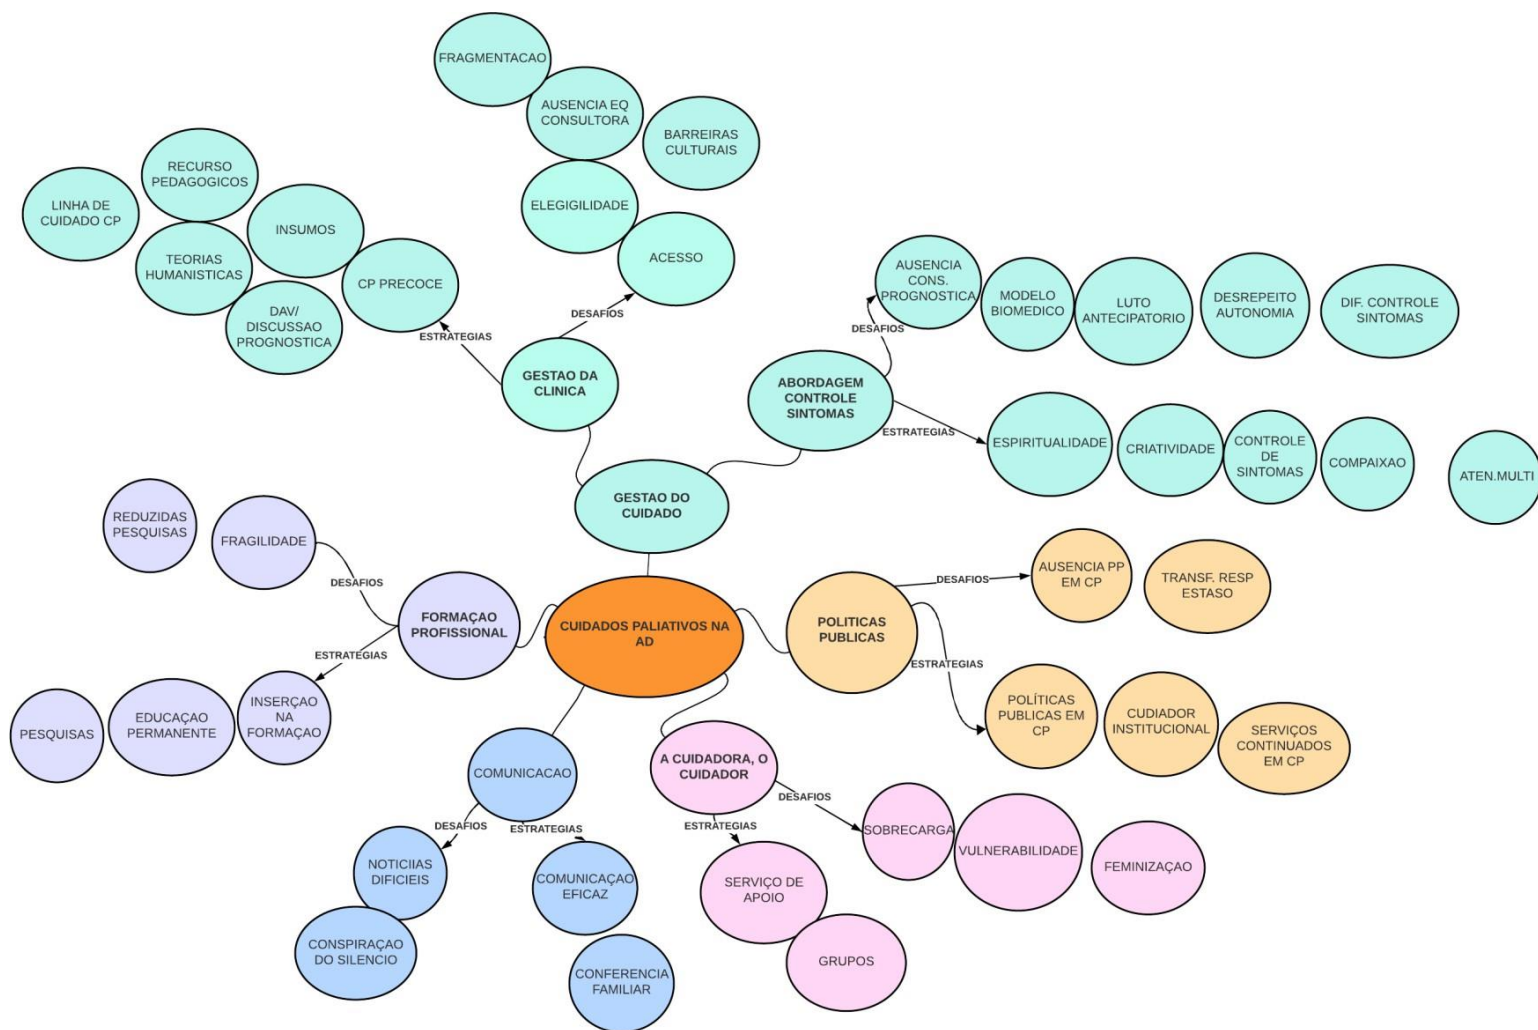 FRAGMENTACAO
AUSENCIA EQ
CONSULTORA
BARREIRAS
CULTURAIS
ELEGIGILIDADE
ACESSO
DESAFIOS
RECURSO
PEDAGOGICOS
LINHA DE
CUIDADO CP
INSUMOS
TEORIAS
HUMANISTICAS
CP PRECOCE
DAV/
DISCUSSAO
PROGNOSTICA
ESTRATEGIAS
GESTAO DA
CLINICA
AUSENCIA
CONS.
PROGNOSTICA
MODELO
BIOMEDICO
LUTO
ANTECIPATORIO
DESREPEITO
AUTONOMIA
DIF. CONTROLE
SINTOMAS
DESAFIOS
ABORDAGEM
CONTROLE
SINTOMAS
ESTRATEGIAS
ESPIRITUALIDADE
CRIATIVIDADE
CONTROLE
DE
SINTOMAS
COMPAIXAO
ATEN.MULTI
GESTAO DO
CUIDADO
REDUZIDAS
PESQUISAS
FRAGILIDADE
DESAFIOS
FORMAÇAO
PROFISSIONAL
ESTRATEGIAS
PESQUISAS
EDUCAÇAO
PERMANENTE
INSERÇAO
NA
FORMAÇAO
CUIDADOS PALIATIVOS NA
AD
POLITICAS
PUBLICAS
DESAFIOS
AUSENCIA PP
EM CP
TRANSF. RESP
ESTASO
ESTRATEGIAS
POLÍTICAS
PUBLICAS EM
CP
CUDIADOR
INSTITUCIONAL
SERVIÇOS
CONTINUADOS
EM CP
COMUNICACAO
DESAFIOS
ESTRATEGIAS
NOTICIIAS
DIFICIEIS
CONSPIRAÇAO
DO SILENCIO
COMUNICAÇAO
EFICAZ
CONFERENCIA
FAMILIAR
A CUIDADORA, O
CUIDADOR
DESAFIOS
SOBRECARGA
VULNERABILIDADE
FEMINIZAÇAO
ESTRATEGIAS
SERVIÇO DE
APOIO
GRUPOS